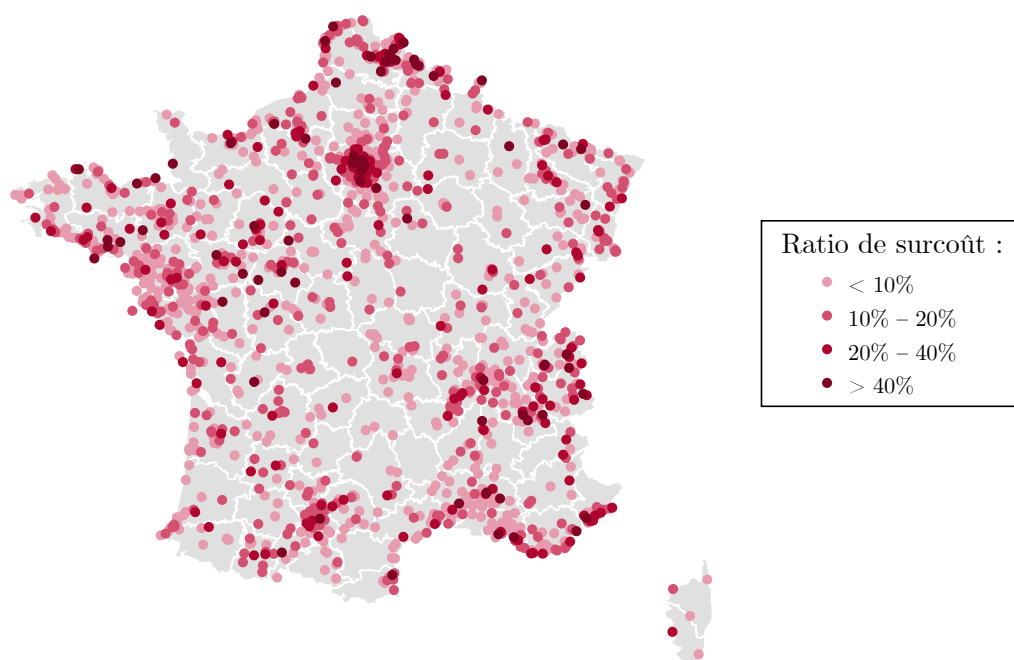 Ratio de surcoût :
< 10%
10% – 20%
20% – 40%
> 40%